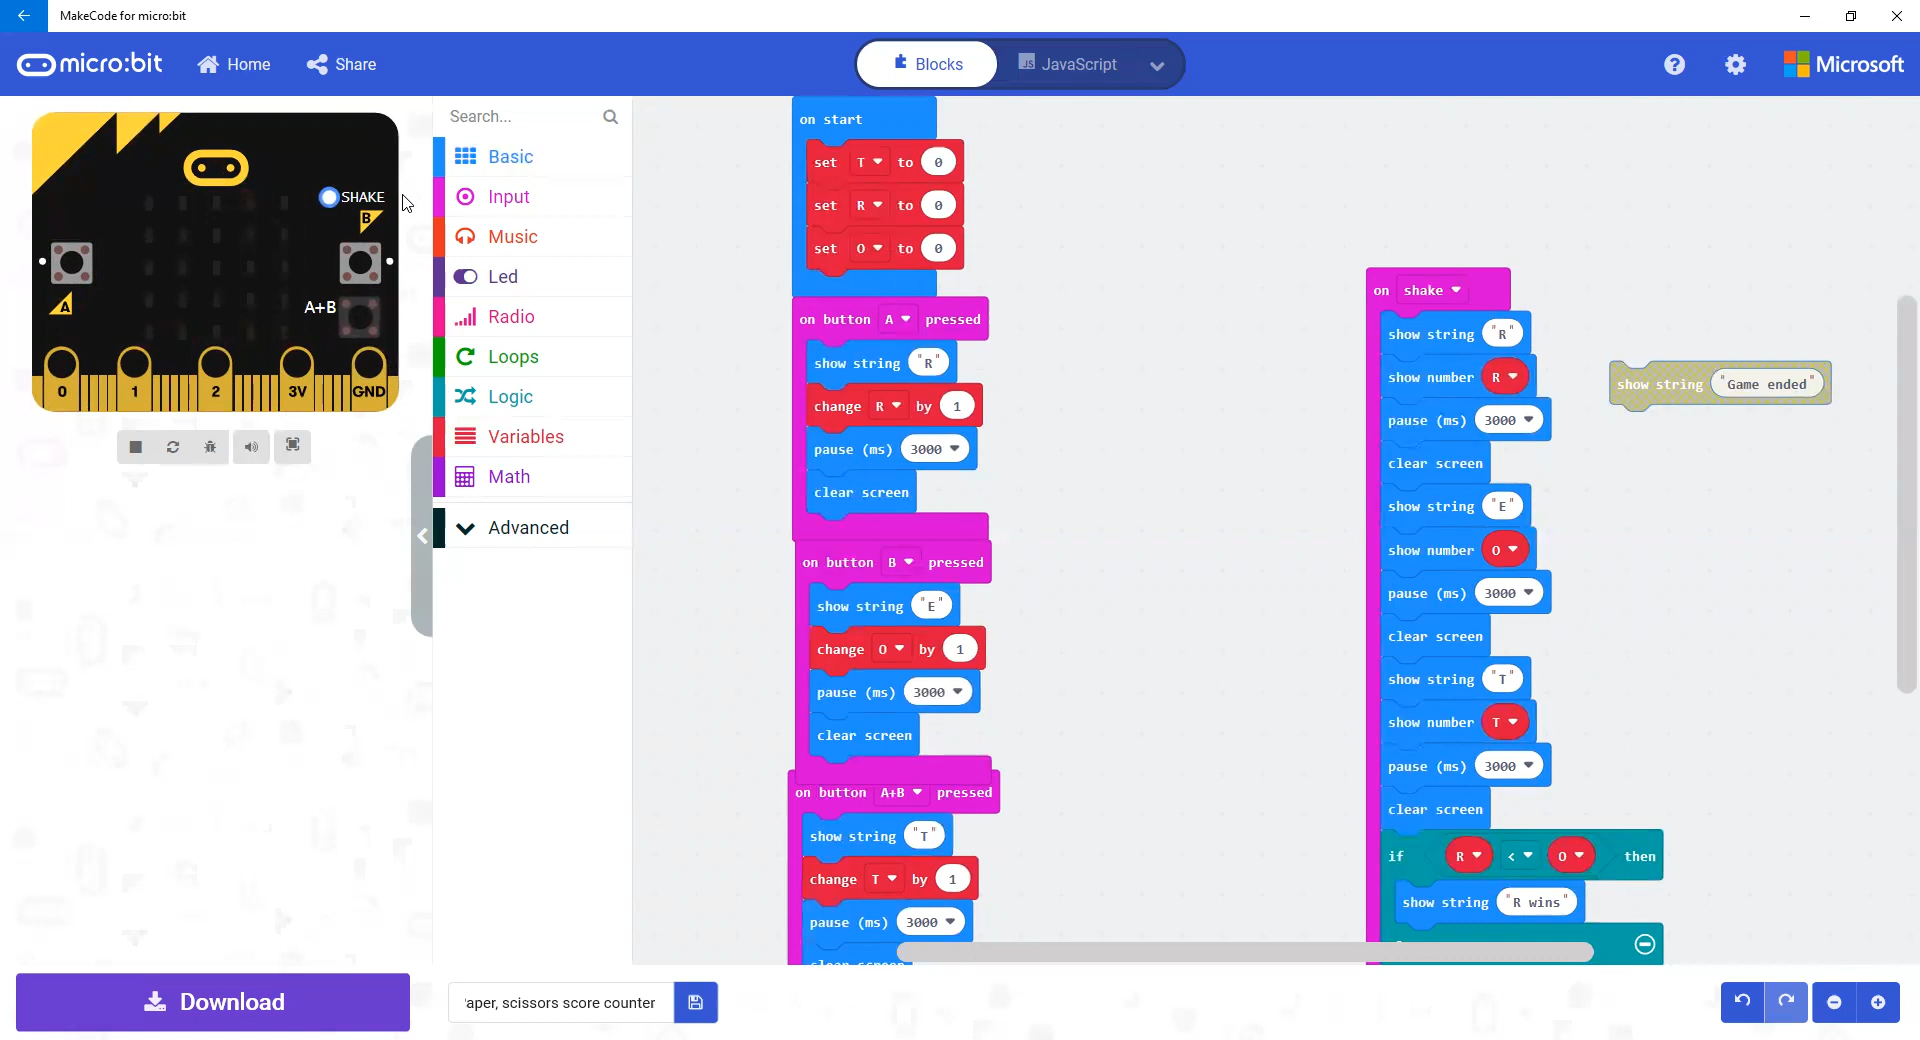 MakeCode for micro:bit
micro:bit
Home
Share
Blocks
JS JavaScript
?
Microsoft
SHAKE
B
A
A+B
0 1 2 3V GND
Search...
Basic
Input
Music
Led
Radio
Loops
Logic
Variables
Math
Advanced
on start
set T to 0
set R to 0
set O to 0
on button A pressed
show string "R"
change R by 1
pause (ms) 3000
clear screen
on button B pressed
show string "E"
change O by 1
pause (ms) 3000
clear screen
on button A+B pressed
show string "T"
change T by 1
pause (ms) 3000
clear screen
on shake
show string "R"
show number R
pause (ms) 3000
clear screen
show string "E"
show number O
pause (ms) 3000
clear screen
show string "T"
show number T
pause (ms) 3000
clear screen
if R < O then
show string "R wins"
show string "Game ended"
Download
'aper, scissors score counter